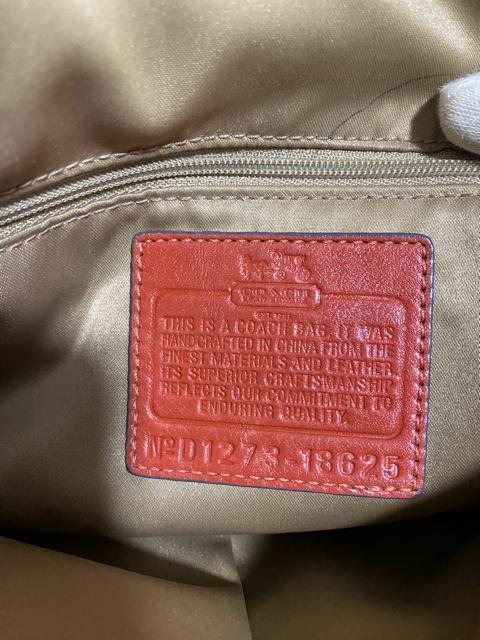 COACH
THIS IS A COACH BAG. IT WAS
HANDCRAFTED IN CHINA FROM THE
FINEST MATERIALS AND LEATHER.
ITS SUPERIOR CRAFTSMANSHIP
REFLECTS OUR COMMITMENT TO
ENDURING QUALITY.
NºD1273-18625